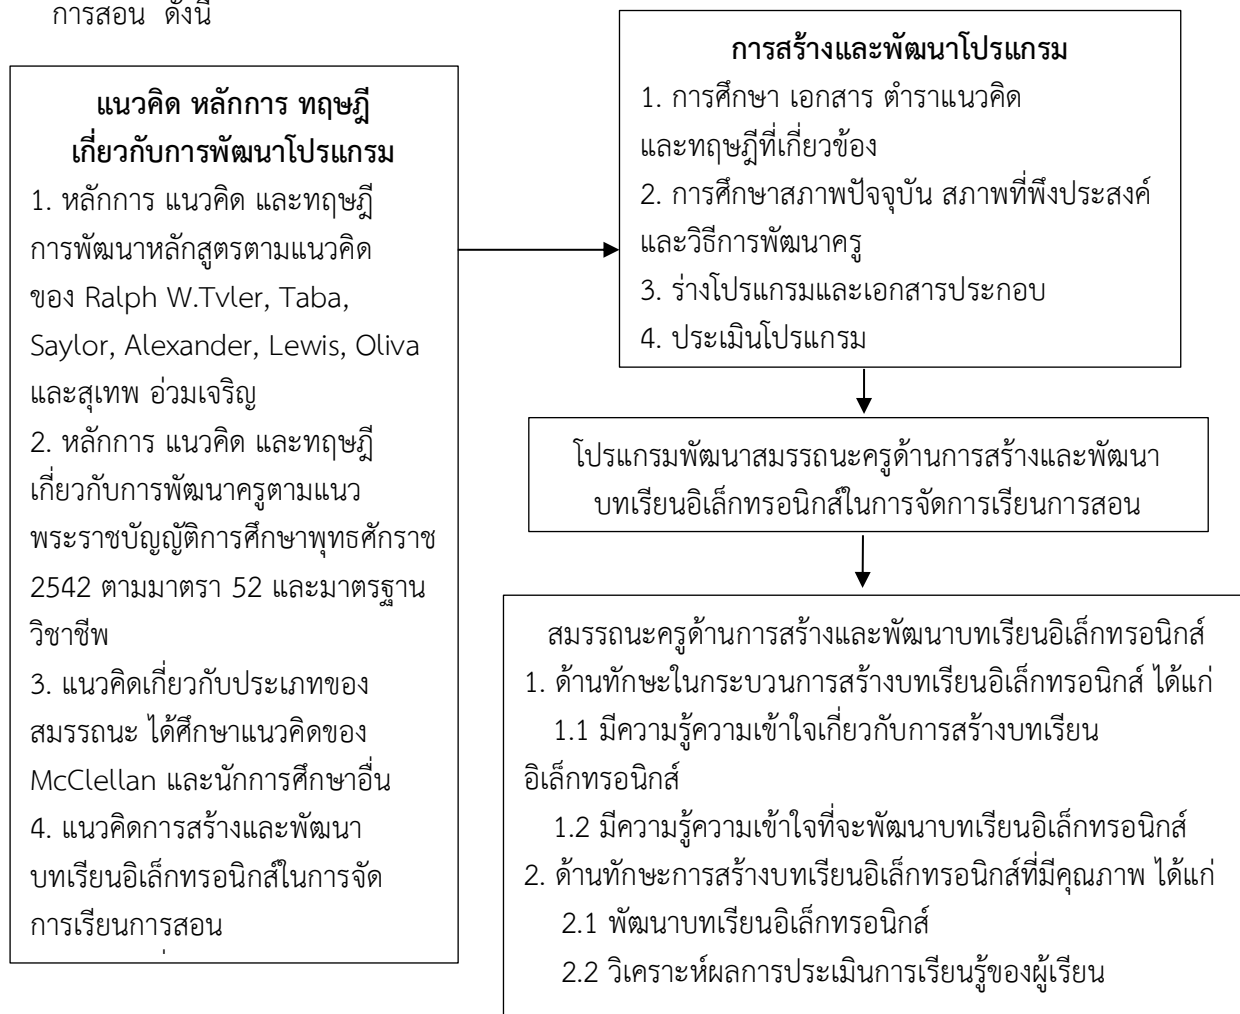 การสอน ดังนี้
แนวคิด หลักการ ทฤษฎี
เกี่ยวกับการพัฒนาโปรแกรม
1. หลักการ แนวคิด และทฤษฎี
การพัฒนาหลักสูตรตามแนวคิด
ของ Ralph W.Tvler, Taba,
Saylor, Alexander, Lewis, Oliva
และสุเทพ อ่วมเจริญ
2. หลักการ แนวคิด และทฤษฎี
เกี่ยวกับการพัฒนาครูตามแนว
พระราชบัญญัติการศึกษาพุทธศักราช
2542 ตามมาตรา 52 และมาตรฐาน
วิชาชีพ
3. แนวคิดเกี่ยวกับประเภทของ
สมรรถนะ ได้ศึกษาแนวคิดของ
McClellan และนักการศึกษาอื่น
4. แนวคิดการสร้างและพัฒนา
บทเรียนอิเล็กทรอนิกส์ในการจัด
การเรียนการสอน
การสร้างและพัฒนาโปรแกรม
1. การศึกษา เอกสาร ตำราแนวคิด
และทฤษฎีที่เกี่ยวข้อง
2. การศึกษาสภาพปัจจุบัน สภาพที่พึงประสงค์
และวิธีการพัฒนาครู
3. ร่างโปรแกรมและเอกสารประกอบ
4. ประเมินโปรแกรม
โปรแกรมพัฒนาสมรรถนะครูด้านการสร้างและพัฒนา
บทเรียนอิเล็กทรอนิกส์ในการจัดการเรียนการสอน
สมรรถนะครูด้านการสร้างและพัฒนาบทเรียนอิเล็กทรอนิกส์
1. ด้านทักษะในกระบวนการสร้างบทเรียนอิเล็กทรอนิกส์ ได้แก่
1.1 มีความรู้ความเข้าใจเกี่ยวกับการสร้างบทเรียน
อิเล็กทรอนิกส์
1.2 มีความรู้ความเข้าใจที่จะพัฒนาบทเรียนอิเล็กทรอนิกส์
2. ด้านทักษะการสร้างบทเรียนอิเล็กทรอนิกส์ที่มีคุณภาพ ได้แก่
2.1 พัฒนาบทเรียนอิเล็กทรอนิกส์
2.2 วิเคราะห์ผลการประเมินการเรียนรู้ของผู้เรียน